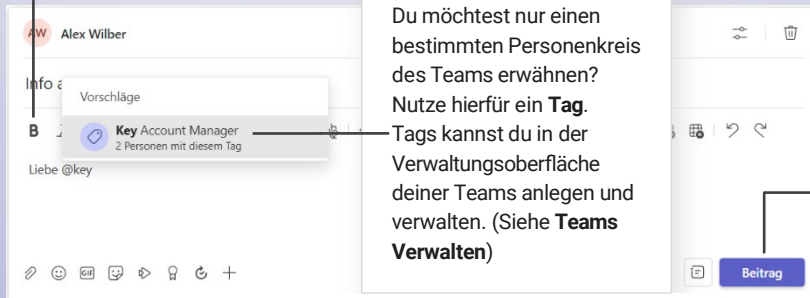 AW Alex Wilber
Info a
Vorschläge
Key Account Manager
2 Personen mit diesem Tag
B
Liebe @key
GIF
Du möchtest nur einen
bestimmten Personenkreis
des Teams erwähnen?
Nutze hierfür ein Tag.
Tags kannst du in der
Verwaltungsoberfläche
deiner Teams anlegen und
verwalten. (Siehe Teams
Verwalten)
Beitrag